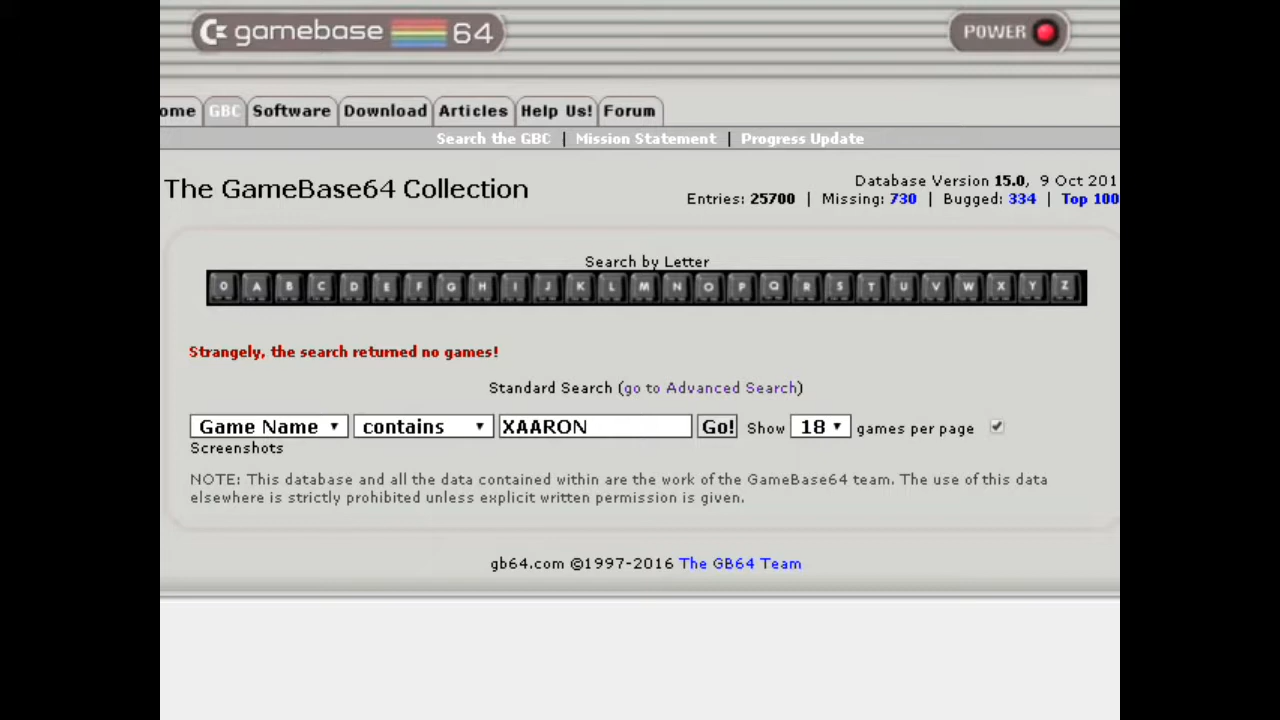 gamebase 64
POWER
ome GBC Software Download Articles Help Us! Forum
Search the GBC | Mission Statement | Progress Update
The GameBase64 Collection
Database Version 15.0, 9 Oct 201
Entries: 25700 | Missing: 730 | Bugged: 334 | Top 100
Search by Letter
0 A B C D E F G H I J K L M N O P Q R S T U V W X Y Z
Strangely, the search returned no games!
Standard Search (go to Advanced Search)
Game Name contains XAARON Go! Show 18 games per page
Screenshots
NOTE: This database and all the data contained within are the work of the GameBase64 team. The use of this data
elsewhere is strictly prohibited unless explicit written permission is given.
gb64.com ©1997-2016 The GB64 Team